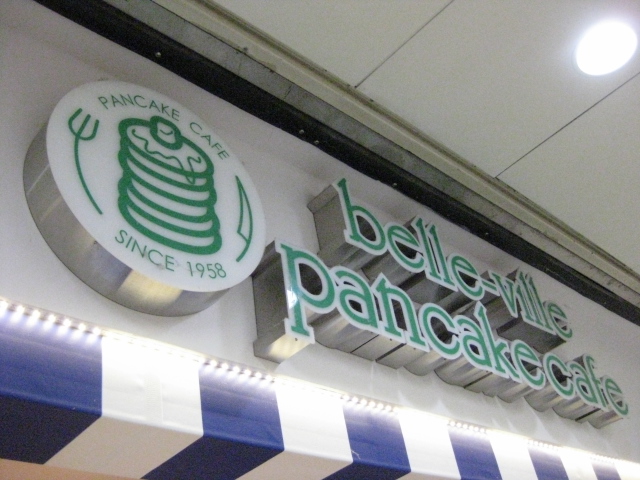 PANCAKE CAFE
SINCE 1958
belle-ville
pancake cafe